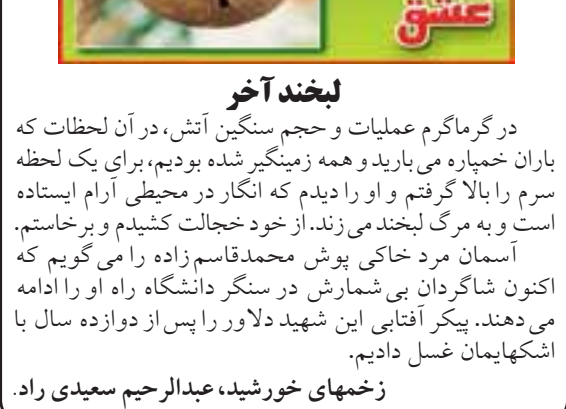 عشق
لبخند آخر
در گرماگرم عملیات و حجم سنگین آتش، در آن لحظات که
باران خمپاره می‌بارید و همه زمینگیر شده بودیم، برای یک لحظه
سرم را بالا گرفتم و او را دیدم که انگار در محیطی آرام ایستاده
است و به مرگ لبخند می‌زند. از خود خجالت کشیدم و برخاستم.
آسمان مرد خاکی پوش محمدقاسم زاده را می‌گویم که
اکنون شاگردان بی‌شمارش در سنگر دانشگاه راه او را ادامه
می‌دهند. پیکر آفتابی این شهید دلاور را پس از دوازده سال با
اشکهایمان غسل دادیم.
زخمهای خورشید، عبدالرحیم سعیدی راد.